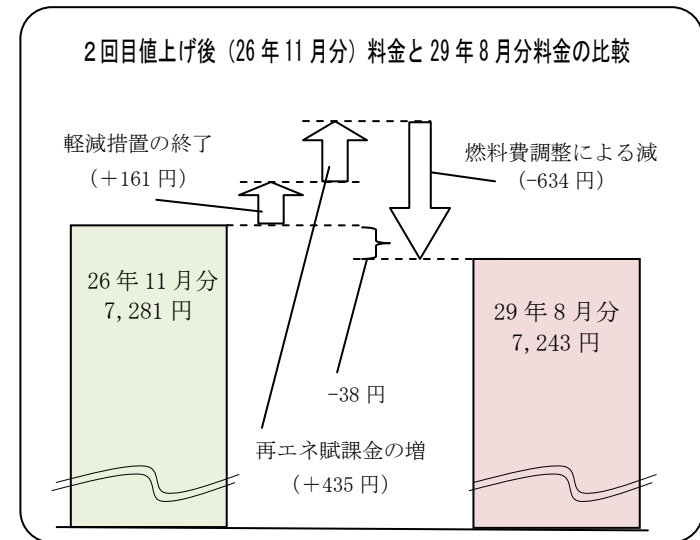 ２回目値上げ後（26年11月分）料金と29年8月分料金の比較
軽減措置の終了
（＋161円）
燃料費調整による減
（-634円）
26年11月分
7,281円
29年8月分
7,243円
-38円
再エネ賦課金の増
（＋435円）